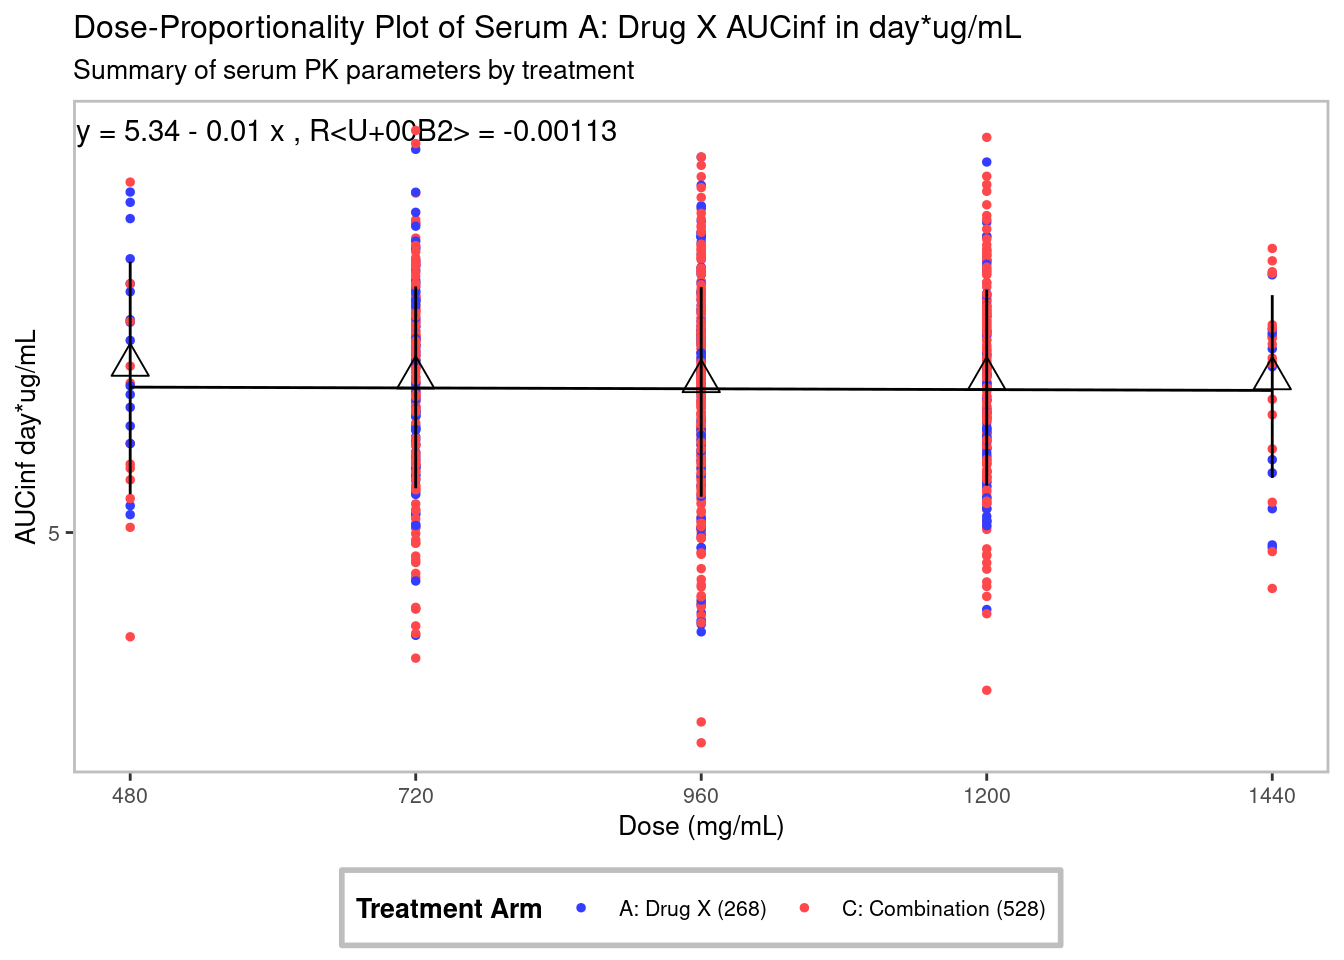 Dose-Proportionality Plot of Serum A: Drug X AUCinf in day*ug/mL
Summary of serum PK parameters by treatment
y = 5.34 - 0.01 x , R<U+00B2> = -0.00113
AUCinf day*ug/mL
5
480 720 960 1200 1440
Dose (mg/mL)
Treatment Arm A: Drug X (268) C: Combination (528)